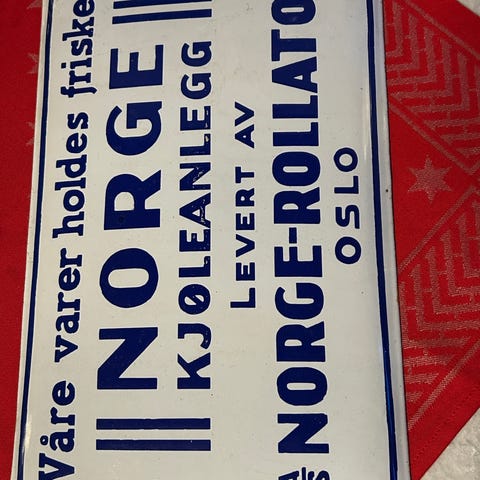 Våre varer holdes friske
NORGE
KJØLEANLEGG
LEVERT AV
A/S NORGE-ROLLATO
OSLO